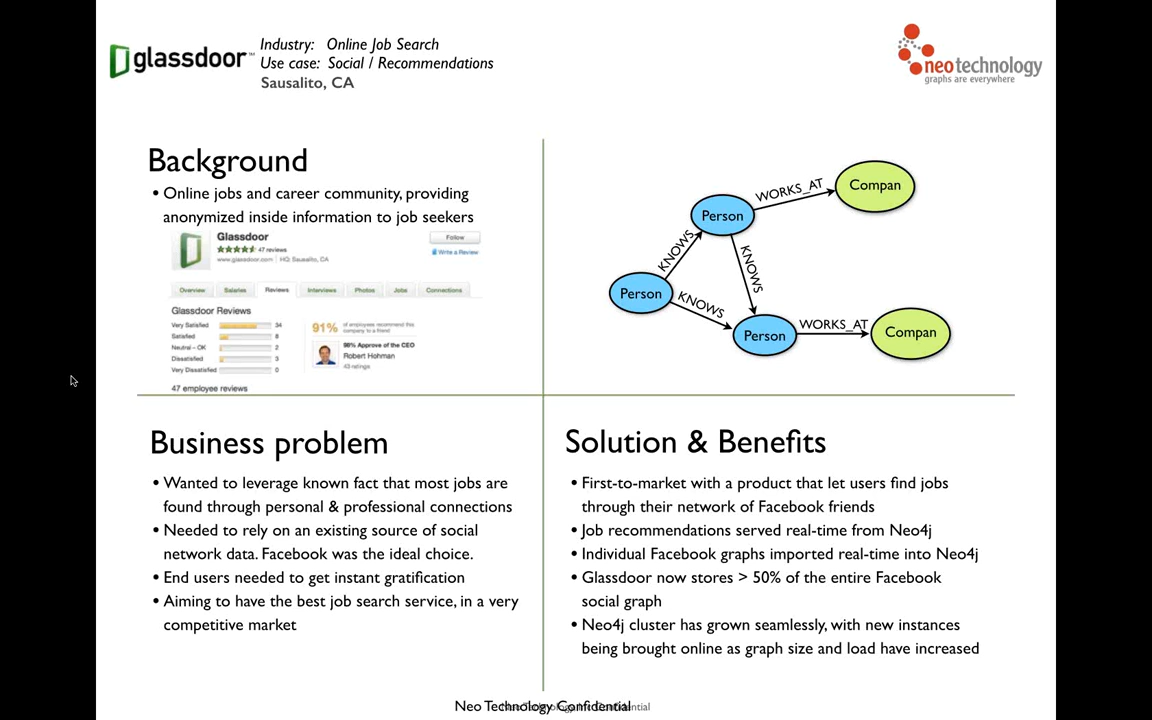 glassdoor™
Industry: Online Job Search
Use case: Social / Recommendations
Sausalito, CA
neotechnology
graphs are everywhere
Background
• Online jobs and career community, providing
anonymized inside information to job seekers
Glassdoor
47 reviews
www.glassdoor.com | HQ: Sausalito, CA
Follow
Write a Review
Overview Salaries Reviews Interviews Photos Jobs Connections
Glassdoor Reviews
Very Satisfied 34
Satisfied 8
Neutral - OK 2
Dissatisfied 3
Very Dissatisfied 0
91% of employees recommend this
company to a friend
98% Approve of the CEO
Robert Hohman
43 ratings
47 employee reviews
Person
WORKS_AT
Compan
KNOWS
KNOWS
Person
KNOWS
Person
WORKS_AT
Compan
Business problem
• Wanted to leverage known fact that most jobs are
found through personal & professional connections
• Needed to rely on an existing source of social
network data. Facebook was the ideal choice.
• End users needed to get instant gratification
• Aiming to have the best job search service, in a very
competitive market
Solution & Benefits
• First-to-market with a product that let users find jobs
through their network of Facebook friends
• Job recommendations served real-time from Neo4j
• Individual Facebook graphs imported real-time into Neo4j
• Glassdoor now stores > 50% of the entire Facebook
social graph
• Neo4j cluster has grown seamlessly, with new instances
being brought online as graph size and load have increased
Neo Technology Confidential